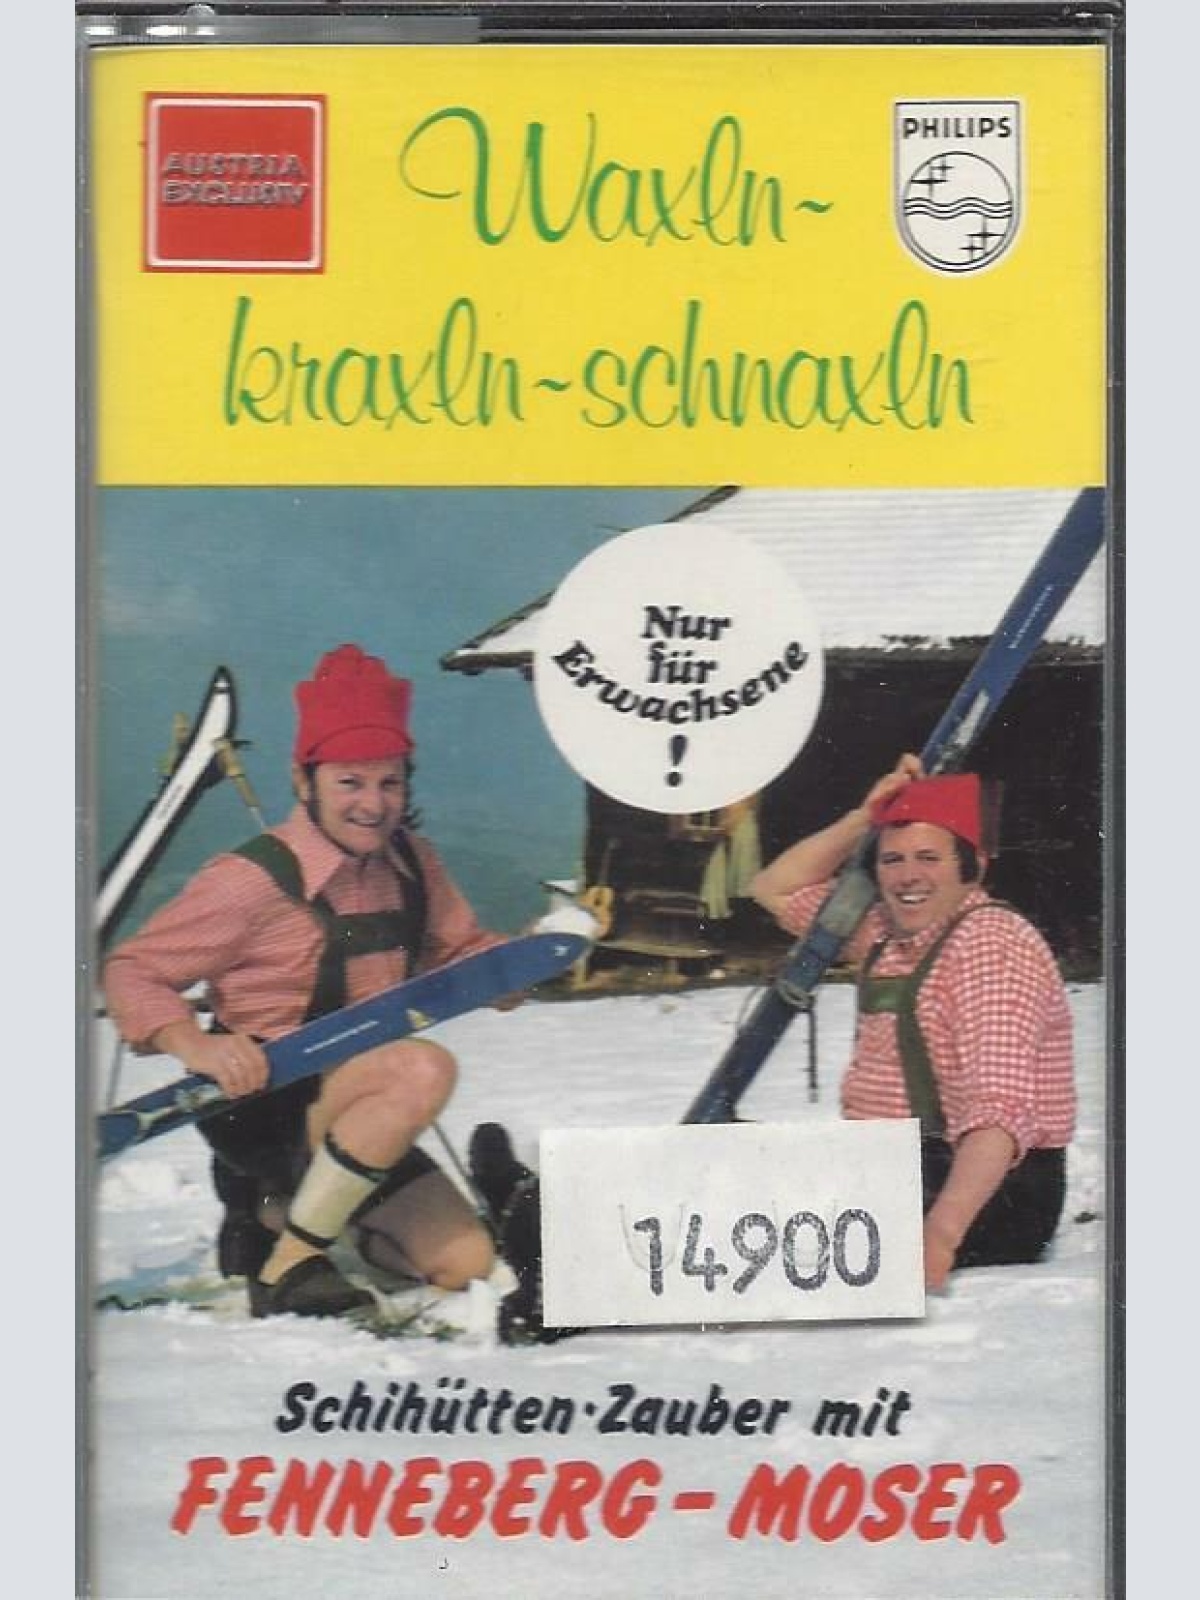 AUSTRIA
EXCLUSIV
Waxln-
PHILIPS
kraxln-schnaxln
Nur
für
Erwachsene
!
14900
Schihütten·Zauber mit
FENNEBERG-MOSER